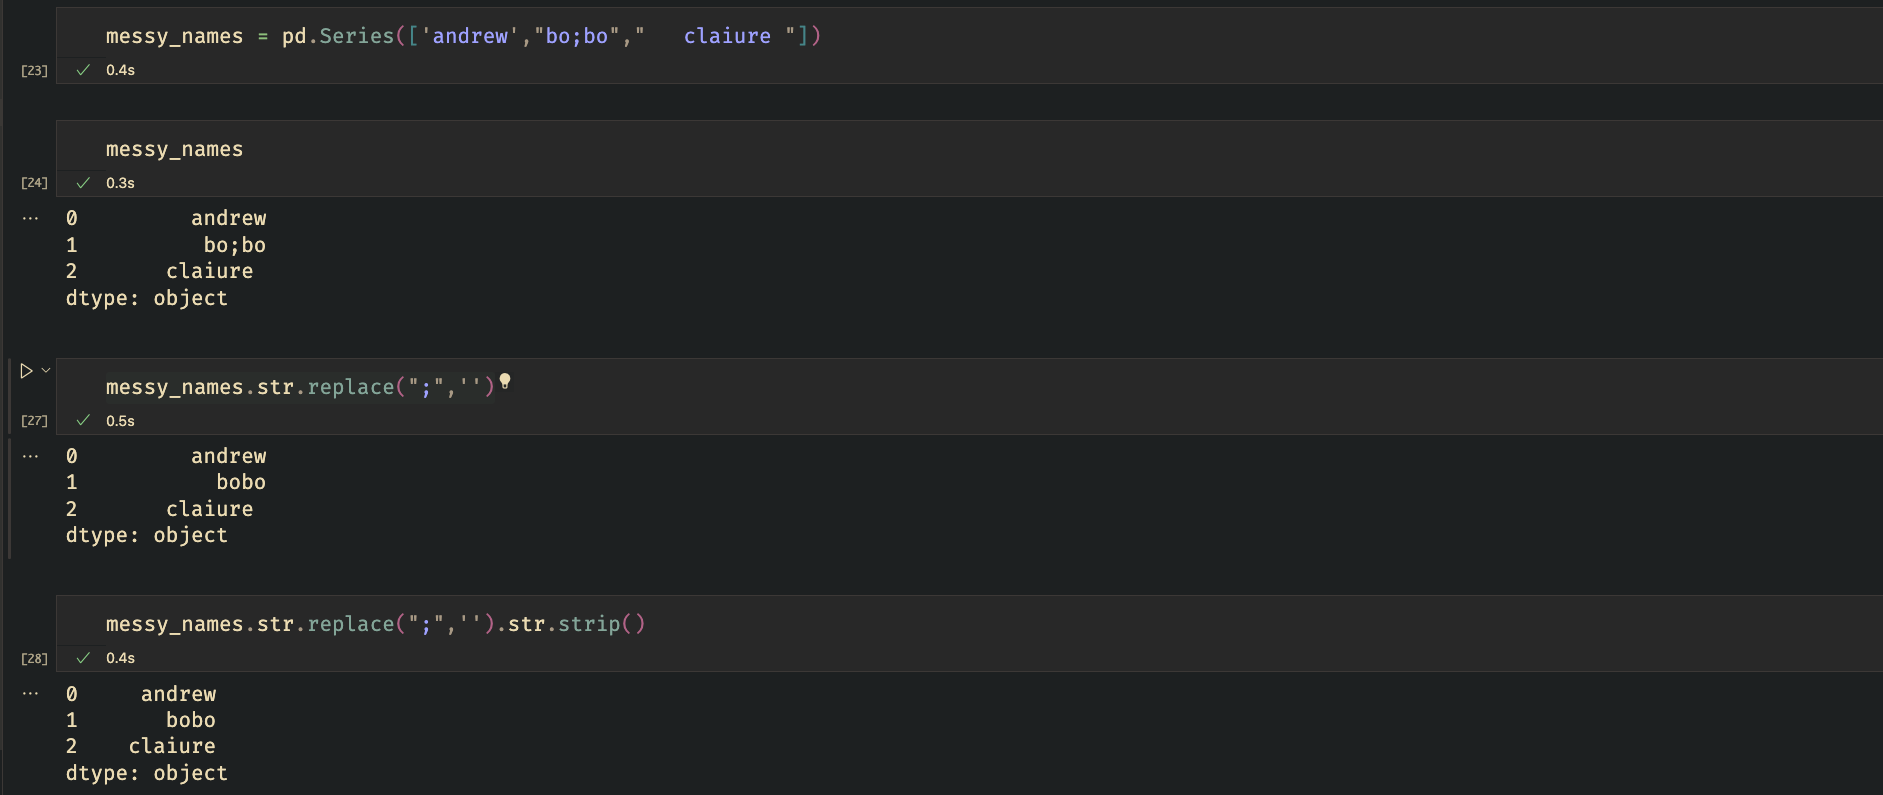 messy_names = pd.Series(['andrew',"bo;bo","   claiure "])
[23] ✓ 0.4s
messy_names
[24] ✓ 0.3s
... 0          andrew
1           bo;bo
2        claiure
dtype: object
messy_names.str.replace(";",'')
[27] ✓ 0.5s
... 0          andrew
1            bobo
2        claiure
dtype: object
messy_names.str.replace(";",'').str.strip()
[28] ✓ 0.4s
... 0      andrew
1        bobo
2     claiure
dtype: object